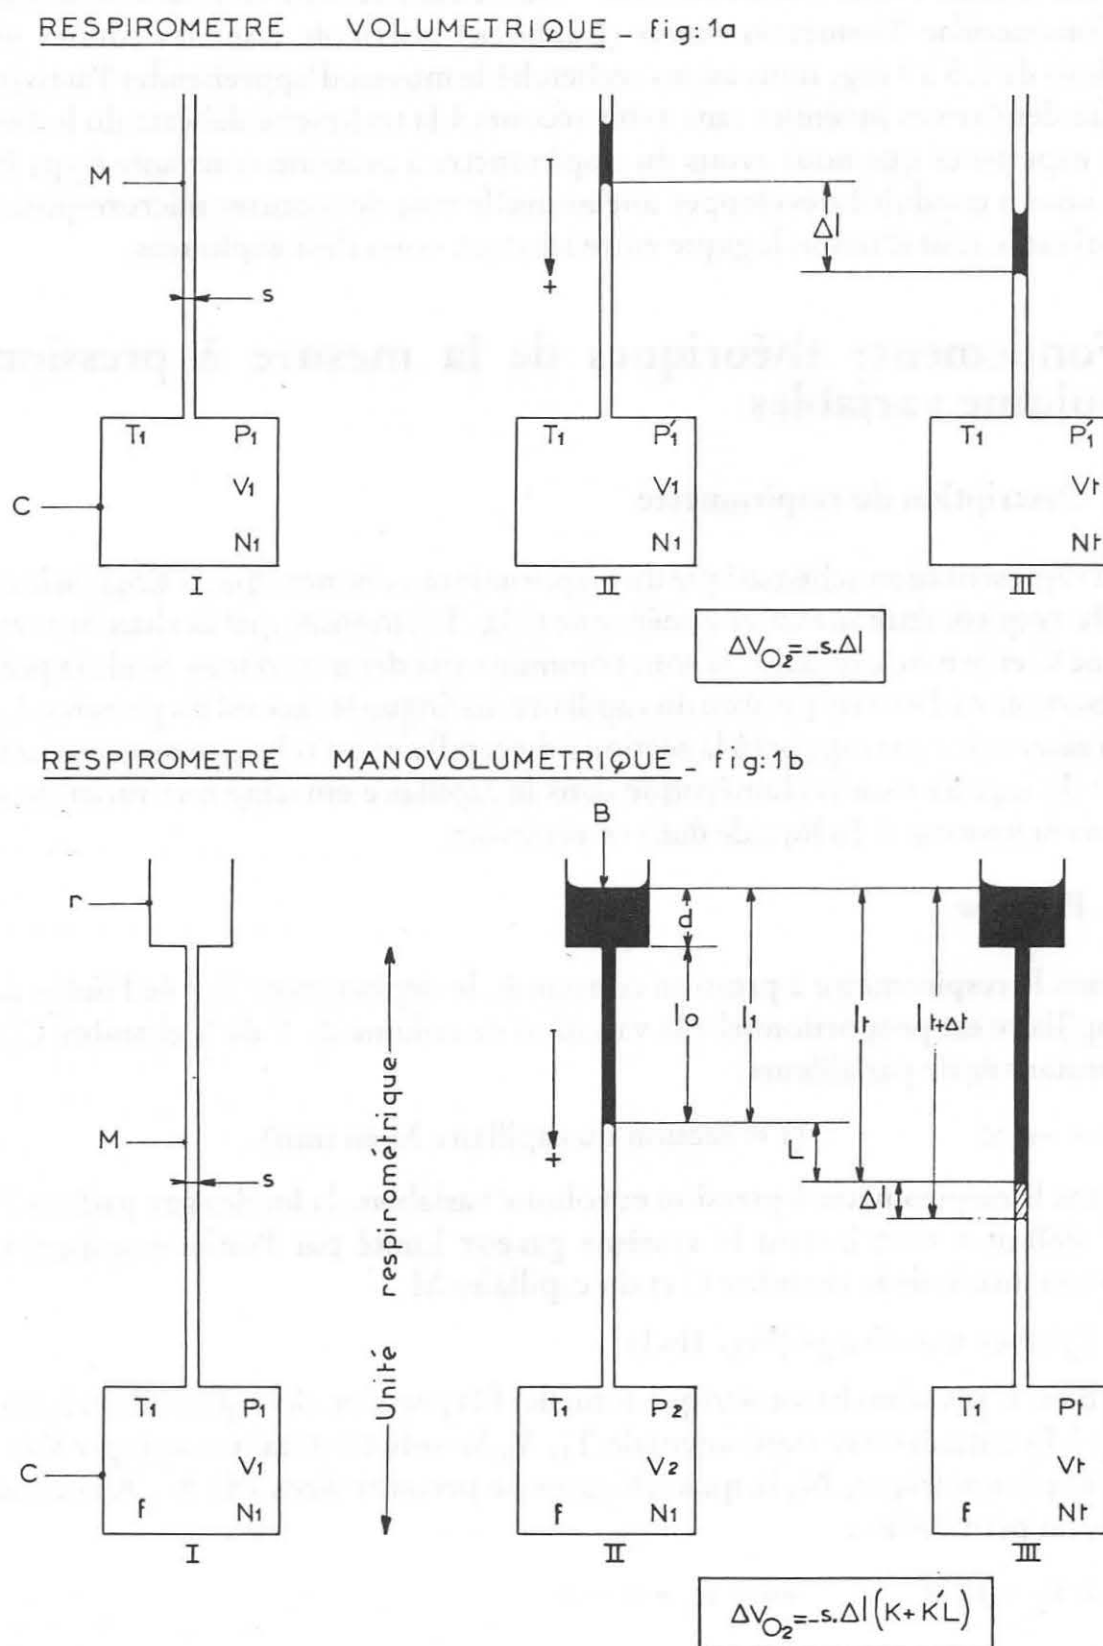 RESPIROMETRE VOLUMETRIQUE _ fig:1a
M
s
+
Δl
T1 P1
V1
N1
C
I
T1 P'1
V1
N1
II
T1 P'1
Vt
Nt
III
ΔVO2=-s.Δl
RESPIROMETRE MANOVOLUMETRIQUE _ fig:1b
B
r
d
lo
l1
lt
lt+Δt
Unité respirométrique
M
s
+
L
Δl
T1 P1
V1
f N1
C
I
T1 P2
V2
f N1
II
T1 Pt
Vt
f Nt
III
ΔVO2=-s.Δl(K+K'L)